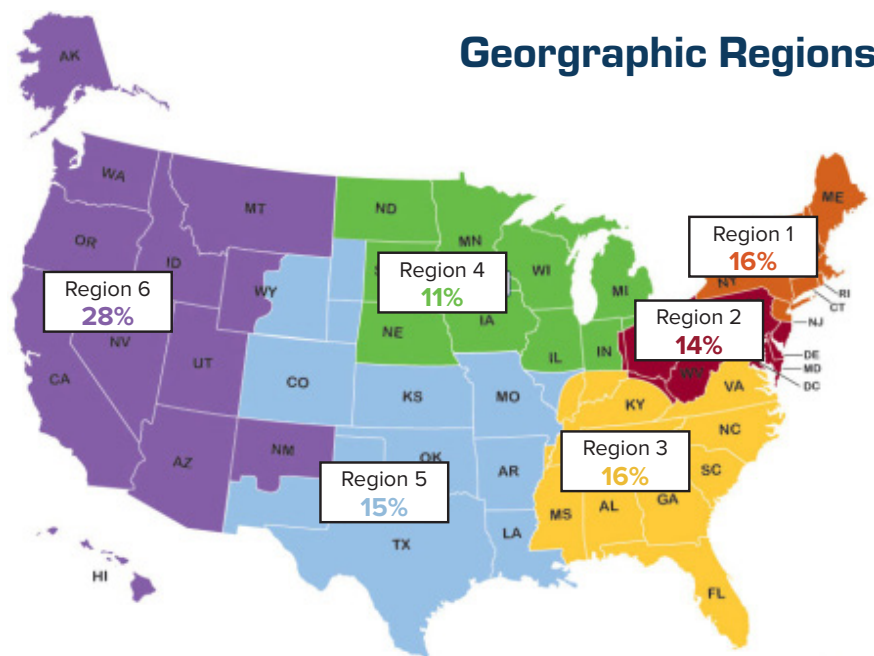 Georgraphic Regions
AK
WA
MT
ND
MN
ME
OR
ID
WY
WI
MI
NY
Region 1
16%
RI
CT
NJ
Region 6
28%
Region 4
11%
NE
IA
IL
IN
Region 2
14%
WV
DE
MD
DC
NV
UT
CA
CO
KS
MO
KY
VA
NC
AZ
NM
OK
AR
Region 5
15%
Region 3
16%
SC
TX
LA
MS
AL
GA
FL
HI